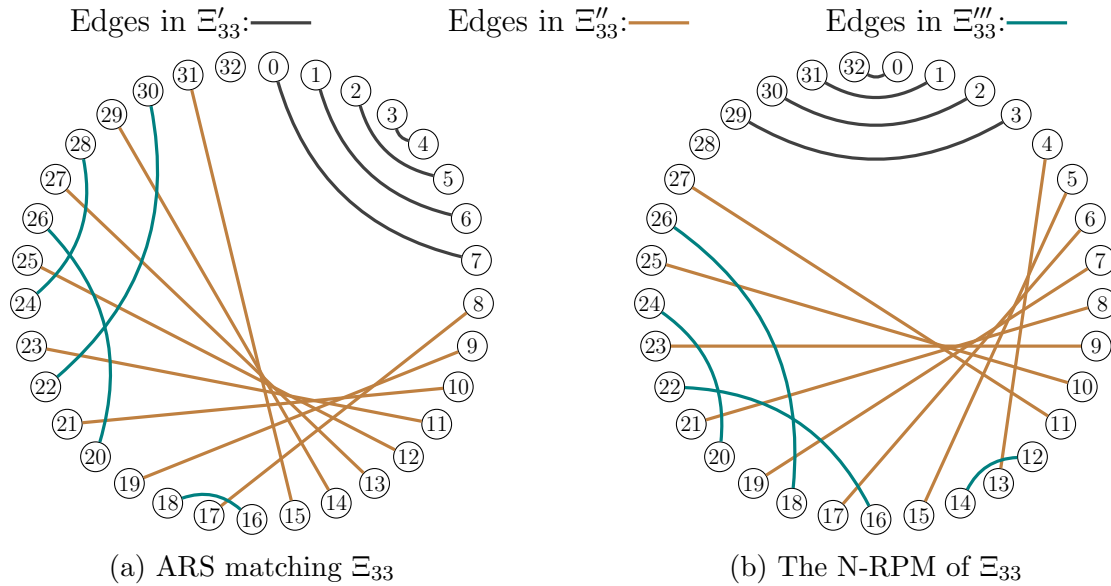 Edges in Ξ′₃₃: Edges in Ξ″₃₃: Edges in Ξ‴₃₃:
32 0 32 0
31 1 31 1
30 2 30 2
29 3 29 3
28 4 28 4
27 5 27 5
26 6 26 6
25 7 25 7
24 8 24 8
23 9 23 9
22 10 22 10
21 11 21 11
20 12 20 12
19 13 19 13
18 14 18 14
17 16 15 17 16 15
(a) ARS matching Ξ₃₃ (b) The N-RPM of Ξ₃₃